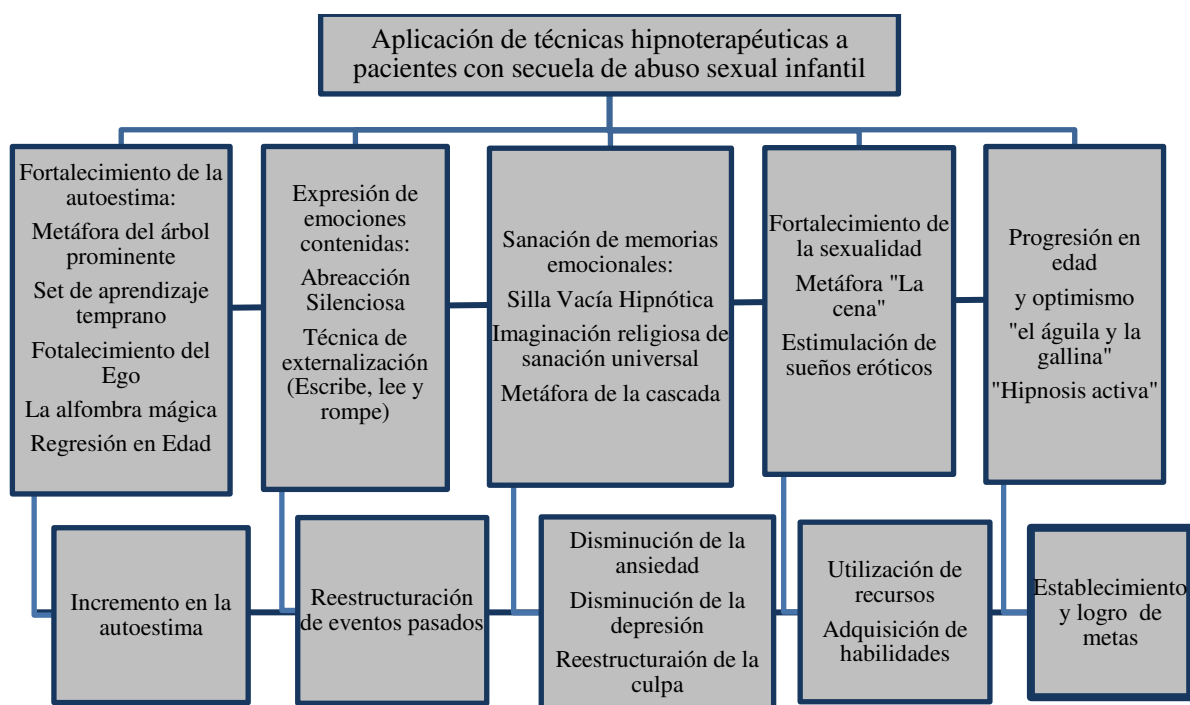 Aplicación de técnicas hipnoterapéuticas a
pacientes con secuela de abuso sexual infantil
Fortalecimiento de la
autoestima:
Metáfora del árbol
prominente
Set de aprendizaje
temprano
Fotalecimiento del
Ego
La alfombra mágica
Regresión en Edad
Expresión de
emociones
contenidas:
Abreacción
Silenciosa
Técnica de
externalización
(Escribe, lee y
rompe)
Sanación de memorias
emocionales:
Silla Vacía Hipnótica
Imaginación religiosa de
sanación universal
Metáfora de la cascada
Fortalecimiento de
la sexualidad
Metáfora "La
cena"
Estimulación de
sueños eróticos
Progresión en
edad
y optimismo
"el águila y la
gallina"
"Hipnosis activa"
Incremento en la
autoestima
Reestructuración
de eventos pasados
Disminución de la
ansiedad
Disminución de la
depresión
Reestructuraión de la
culpa
Utilización de
recursos
Adquisición de
habilidades
Establecimiento
y logro de
metas